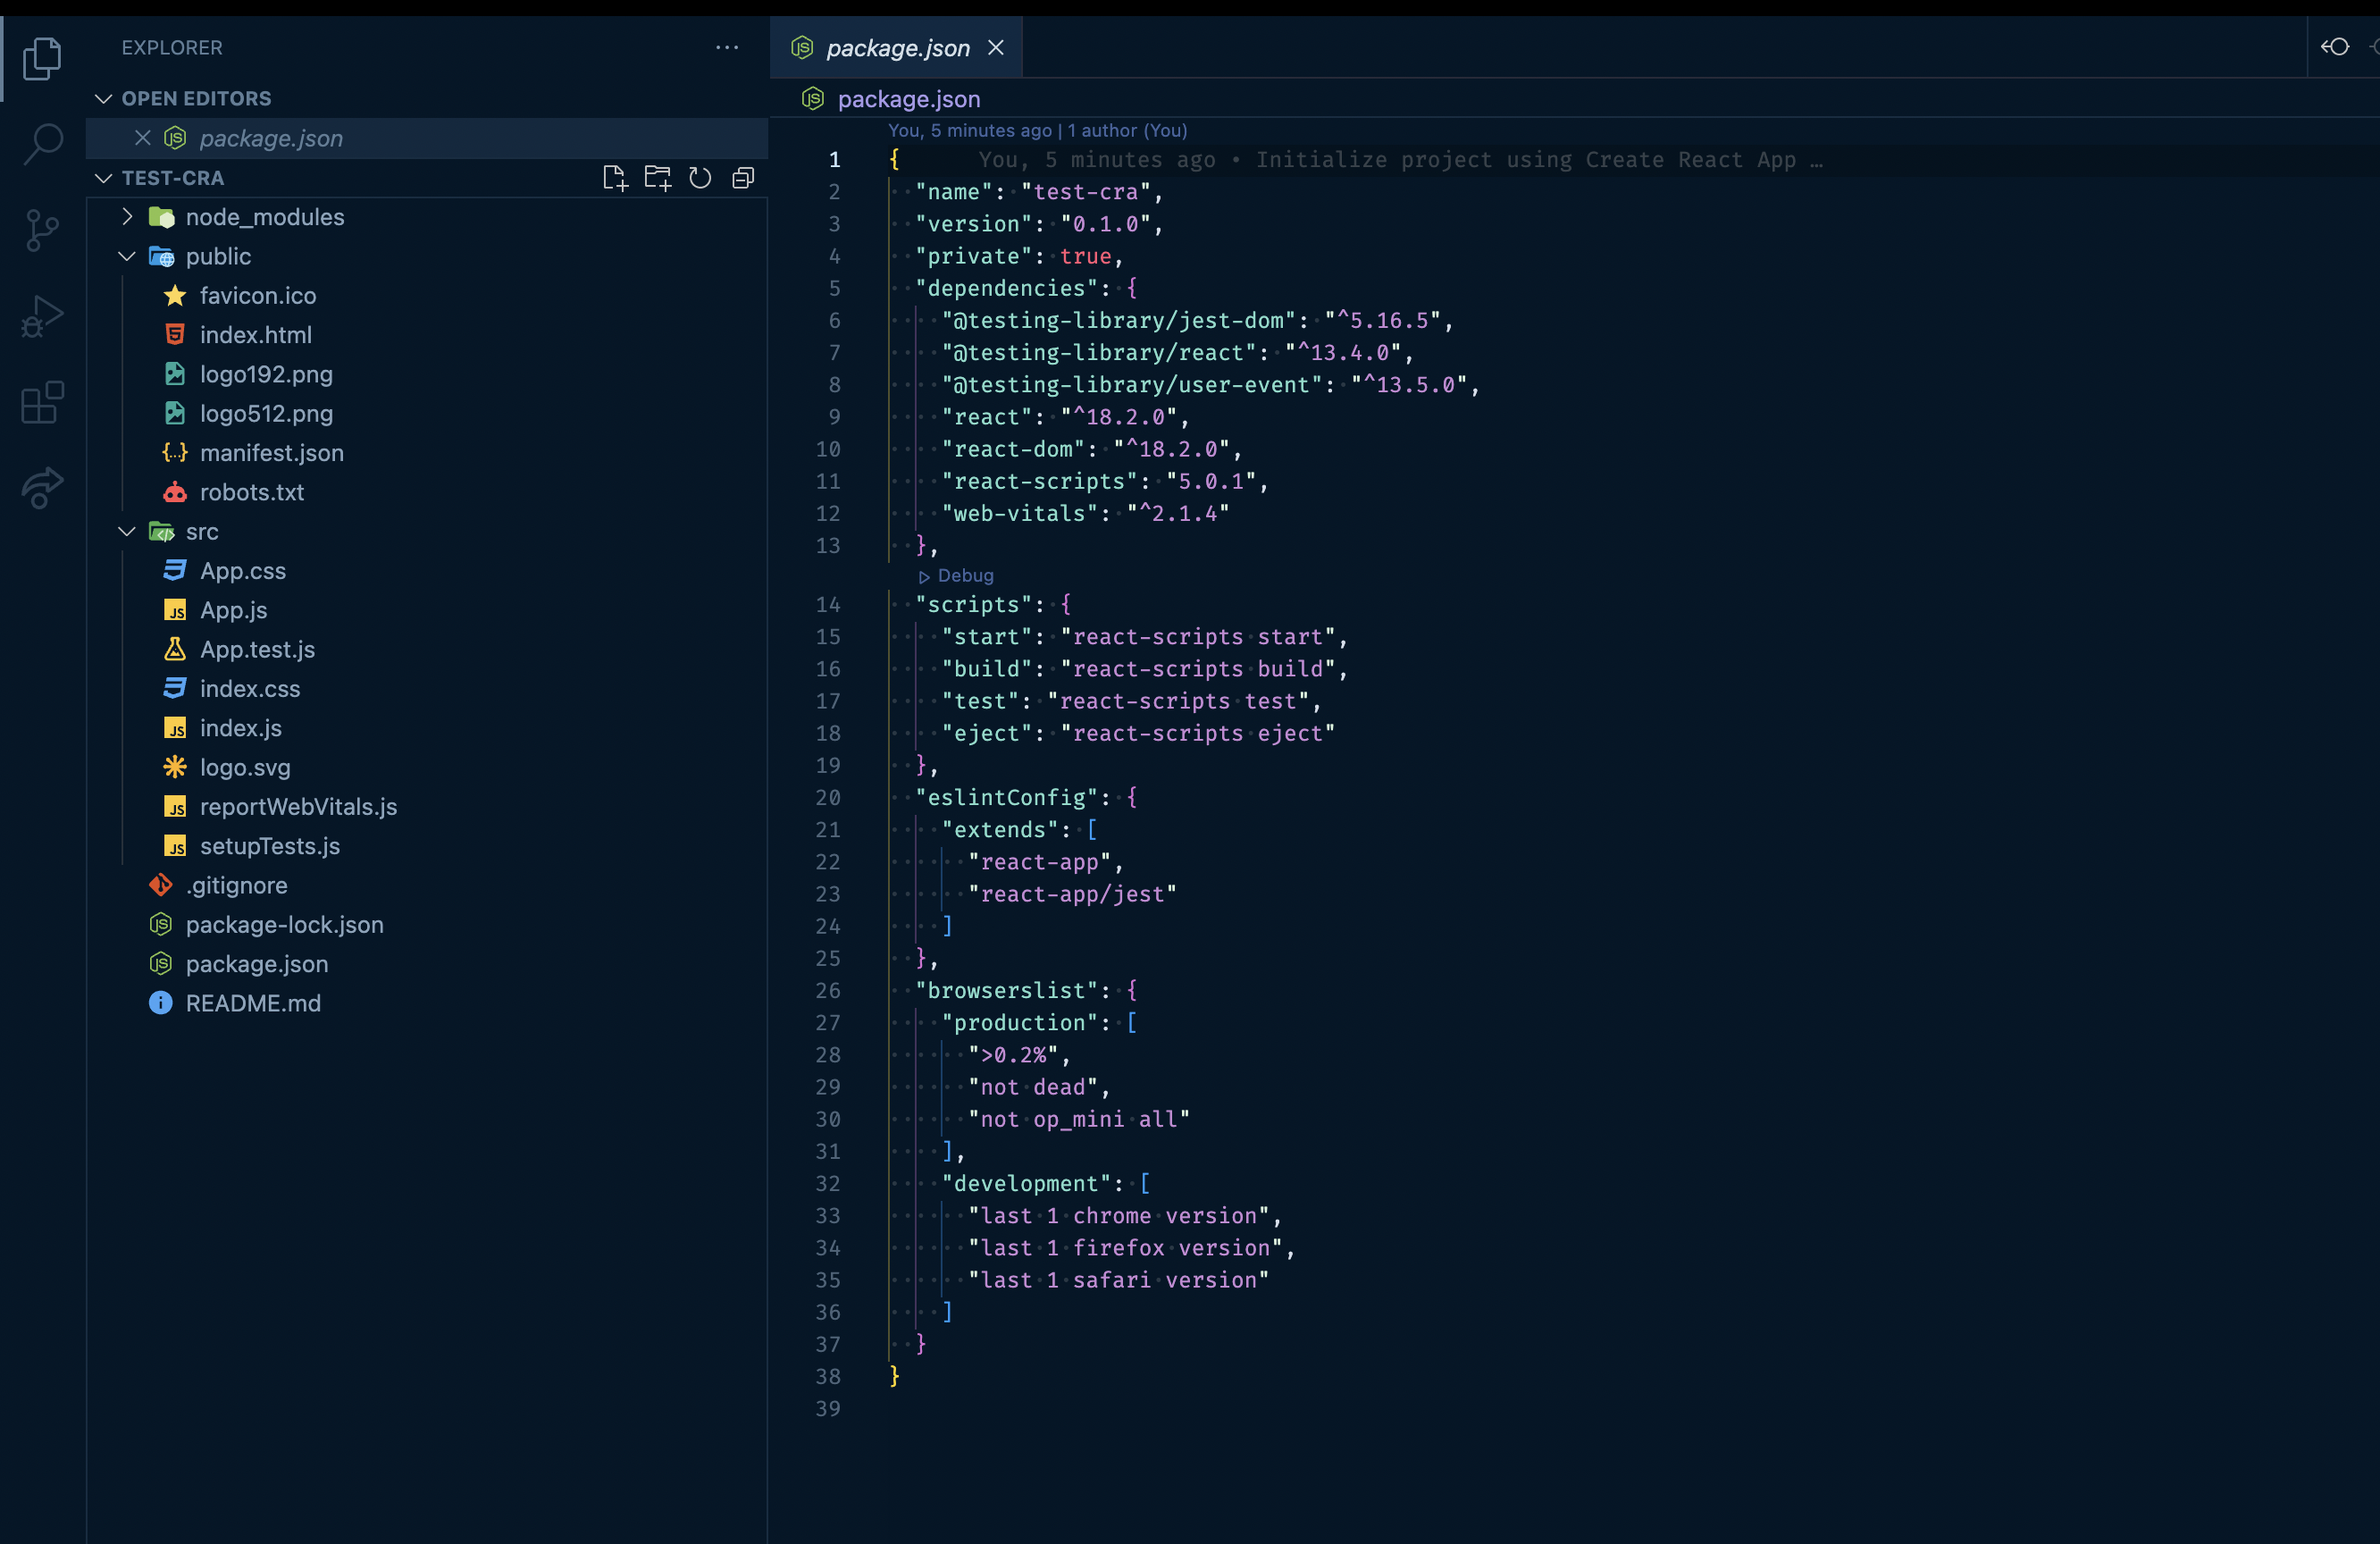 EXPLORER
OPEN EDITORS
package.json
TEST-CRA
node_modules
public
favicon.ico
index.html
logo192.png
logo512.png
manifest.json
robots.txt
src
App.css
App.js
App.test.js
index.css
index.js
logo.svg
reportWebVitals.js
setupTests.js
.gitignore
package-lock.json
package.json
README.md
package.json
package.json
You, 5 minutes ago | 1 author (You)
1 { You, 5 minutes ago • Initialize project using Create React App …
2 "name": "test-cra",
3 "version": "0.1.0",
4 "private": true,
5 "dependencies": {
6 "@testing-library/jest-dom": "^5.16.5",
7 "@testing-library/react": "^13.4.0",
8 "@testing-library/user-event": "^13.5.0",
9 "react": "^18.2.0",
10 "react-dom": "^18.2.0",
11 "react-scripts": "5.0.1",
12 "web-vitals": "^2.1.4"
13 },
Debug
14 "scripts": {
15 "start": "react-scripts start",
16 "build": "react-scripts build",
17 "test": "react-scripts test",
18 "eject": "react-scripts eject"
19 },
20 "eslintConfig": {
21 "extends": [
22 "react-app",
23 "react-app/jest"
24 ]
25 },
26 "browserslist": {
27 "production": [
28 ">0.2%",
29 "not dead",
30 "not op_mini all"
31 ],
32 "development": [
33 "last 1 chrome version",
34 "last 1 firefox version",
35 "last 1 safari version"
36 ]
37 }
38 }
39